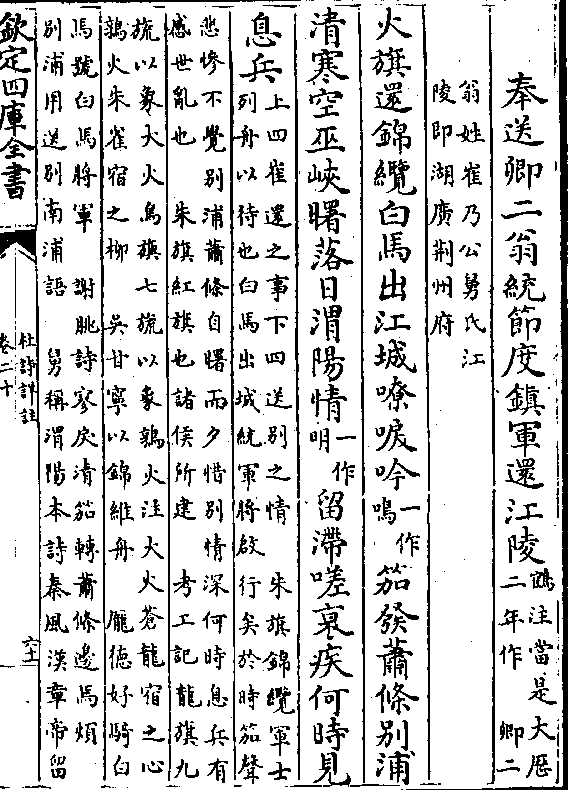 奉送卿二翁統節度鎮軍還江陵
鶴注當是大厯
二年作　卿二
翁姓崔乃公舅氏江
陵即湖廣荆州府
火旗還錦纜白馬出江城嘹唳吟一作鳴笳發蕭條别浦
清寒空巫峽曙落日渭陽情一作明留滯嗟衰疾何時見
息兵
上四崔還之事下四送别之情　朱旗錦纜軍士
列舟以待也白馬出城統軍將啟行矣於時笳聲
悲慘不覺别浦蕭條自曙而夕惜别情深何時息兵有
感世亂也　朱旗紅旗也諸侯所建　考工記龍旗九
旒以象大火鳥旗七旒以象鶉火注大火蒼龍宿之心
鶉火朱雀宿之柳　吳甘寧以錦維舟　龎德好騎白
馬號白馬將軍　謝朓詩寥戾清笳轉蕭條邊馬煩
别浦用送别南浦語　舅稱渭陽本詩秦風漢章帝留
欽定四庫全書
杜詩詳註
卷二十